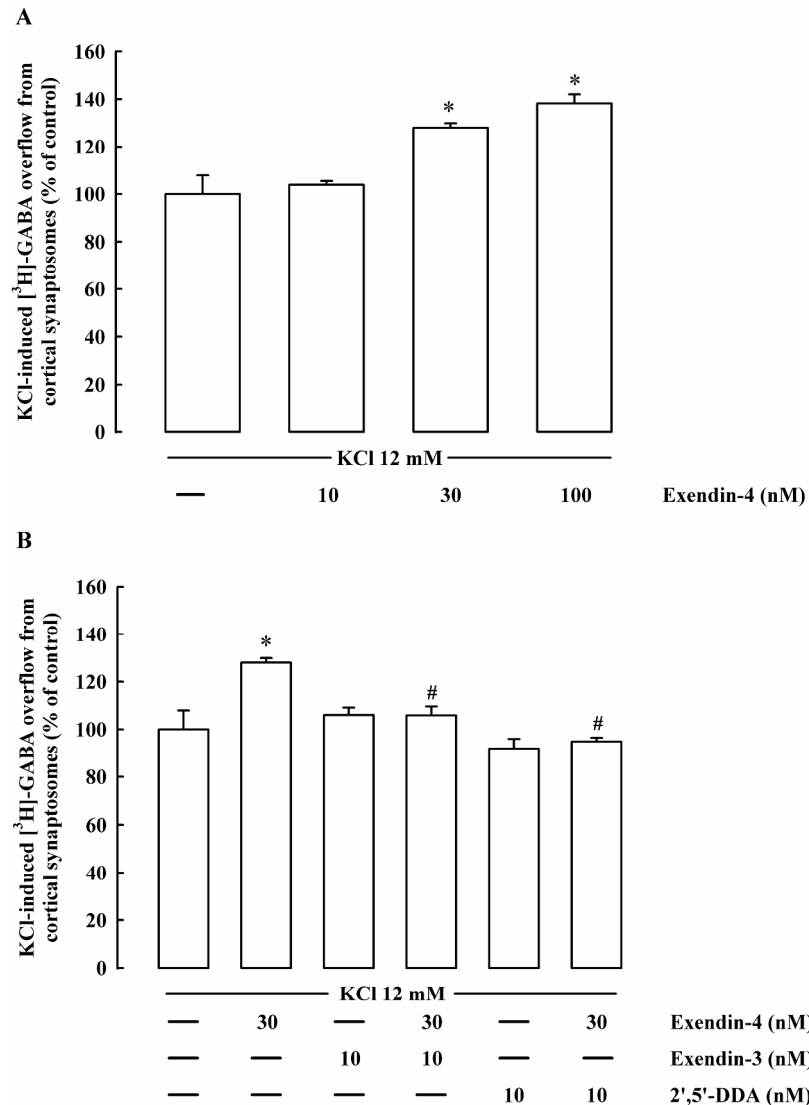 A
KCl-induced [³H]-GABA overflow from
cortical synaptosomes (% of control)
160
140
120
100
80
60
40
20
0
*
*
KCl 12 mM
— 10 30 100 Exendin-4 (nM)
B
KCl-induced [³H]-GABA overflow from
cortical synaptosomes (% of control)
160
140
120
100
80
60
40
20
0
*
#
#
KCl 12 mM
— 30 — 30 — 30 Exendin-4 (nM)
— — 10 10 — — Exendin-3 (nM)
— — — — 10 10 2',5'-DDA (nM)